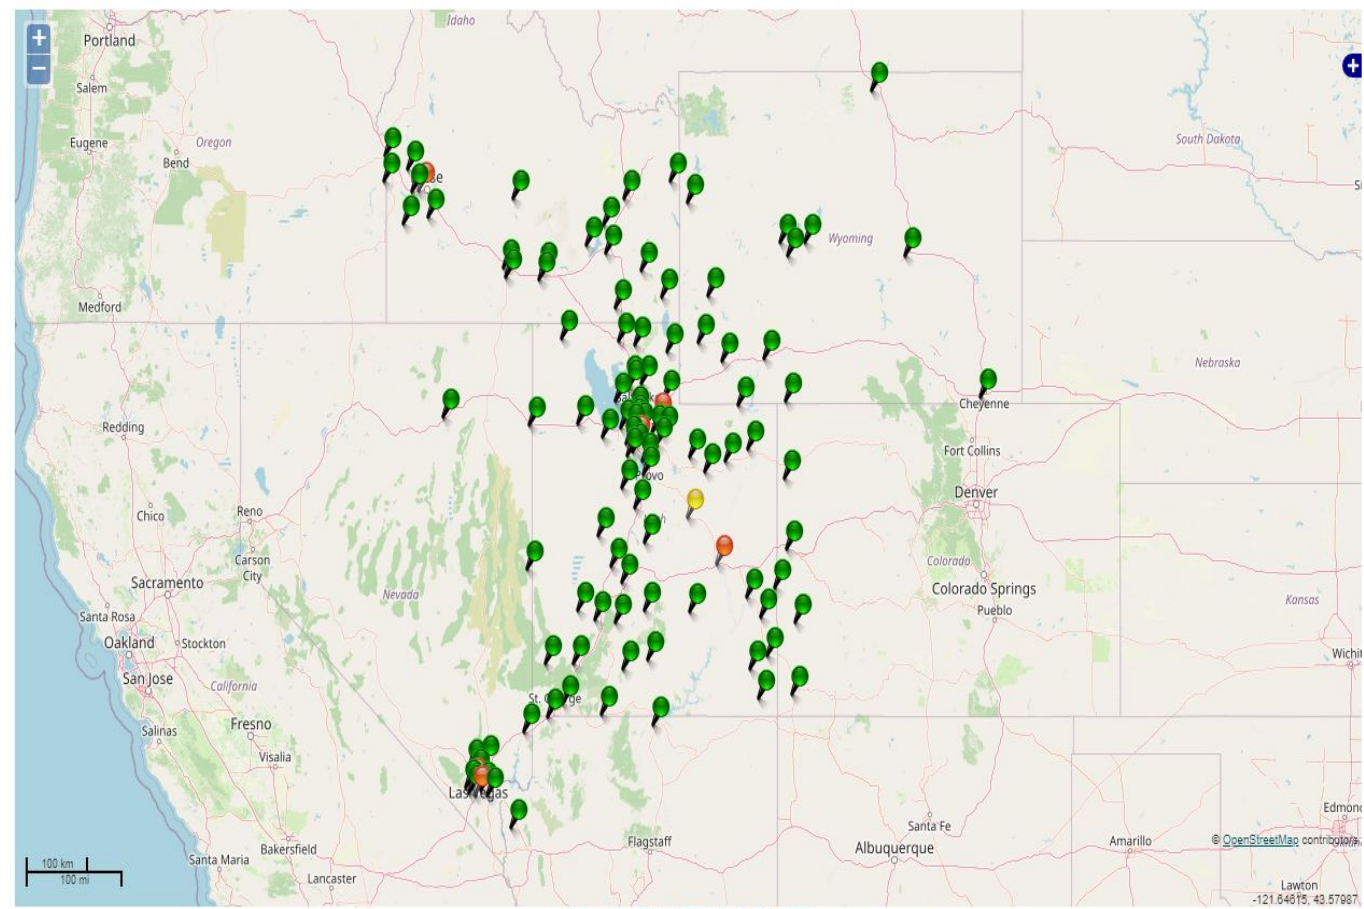 +
−
+
Idaho
Portland
Salem
Eugene
Oregon
Bend
South Dakota
Wyoming
Medford
Nebraska
Cheyenne
Redding
Fort Collins
Provo
Denver
Chico
Reno
Carson
City
Colorado
Sacramento
Nevada
Colorado Springs
Kansas
Santa Rosa
Pueblo
Oakland
Stockton
San Jose
California
Salinas
Fresno
Visalia
Las Vegas
Santa Fe
Flagstaff
Albuquerque
Amarillo
© OpenStreetMap contributors.
Bakersfield
Santa Maria
Lancaster
100 km
100 mi
Lawton
-121.64615, 43.57987